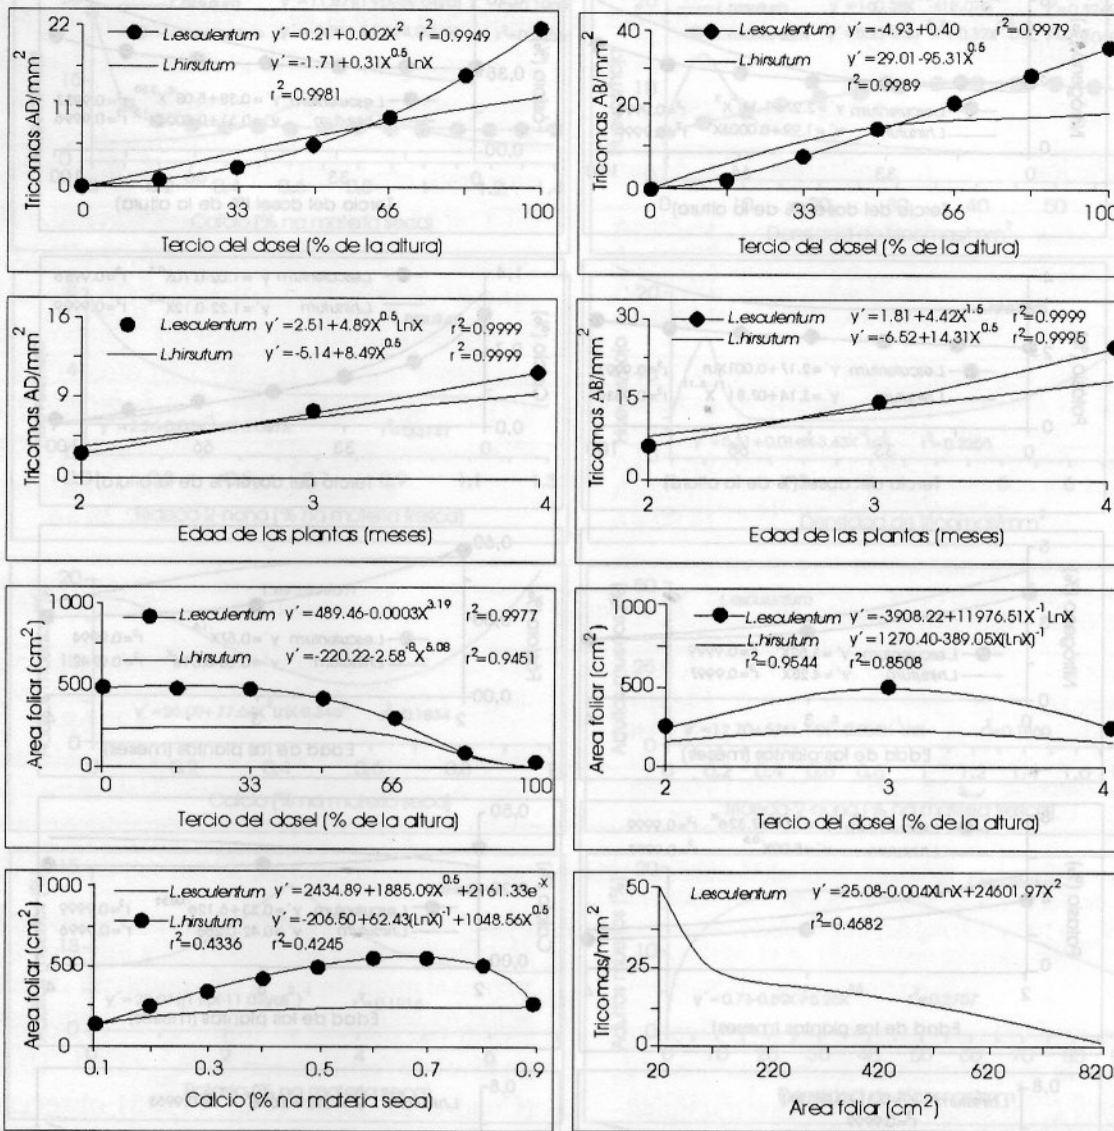 L.esculentum y´=0.21+0.002X² r²=0.9949
L.hirsutum y´=-1.71+0.31X^0.5 LnX
r²=0.9981
Tricomas AD/mm²
22
11
0
0 33 66 100
Tercio del dosel (% de la altura)
L.esculentum y´=-4.93+0.40 r²=0.9979
L.hirsutum y´=29.01-95.31X^0.5
r²=0.9989
Tricomas AB/mm²
40
20
0
0 33 66 100
Tercio del dosel (% de la altura)
L.esculentum y´=2.51+4.89X^0.5 LnX r²=0.9999
L.hirsutum y´=-5.14+8.49X^0.5 r²=0.9999
Tricomas AD/mm²
16
9
0
2 3 4
Edad de las plantas (meses)
L.esculentum y´=1.81+4.42X^1.5 r²=0.9999
L.hirsutum y´=-6.52+14.31X^0.5 r²=0.9995
Tricomas AB/mm²
30
15
0
2 3 4
Edad de las plantas (meses)
L.esculentum y´=489.46-0.0003X^3.19 r²=0.9977
L.hirsutum y´=-220.22-2.58^-8 X^5.08 r²=0.9451
Area foliar (cm²)
1000
500
0
0 33 66 100
Tercio del dosel (% de la altura)
L.esculentum y´=-3908.22+11976.51X^-1 LnX
L.hirsutum y´=1270.40-389.05X(LnX)^-1
r²=0.9544 r²=0.8508
Area foliar (cm²)
1000
500
0
2 3 4
Tercio del dosel (% de la altura)
L.esculentum y´=2434.89+1885.09X^0.5+2161.33e^-X
L.hirsutum y´=-206.50+62.43(LnX)^-1+1048.56X^0.5
r²=0.4336 r²=0.4245
Area foliar (cm²)
1000
500
0
0.1 0.3 0.5 0.7 0.9
Calcio (% na materia seca)
L.esculentum y´=25.08-0.004XLnX+24601.97X²
r²=0.4682
Tricomas/mm²
50
25
0
20 220 420 620 820
Area foliar (cm²)